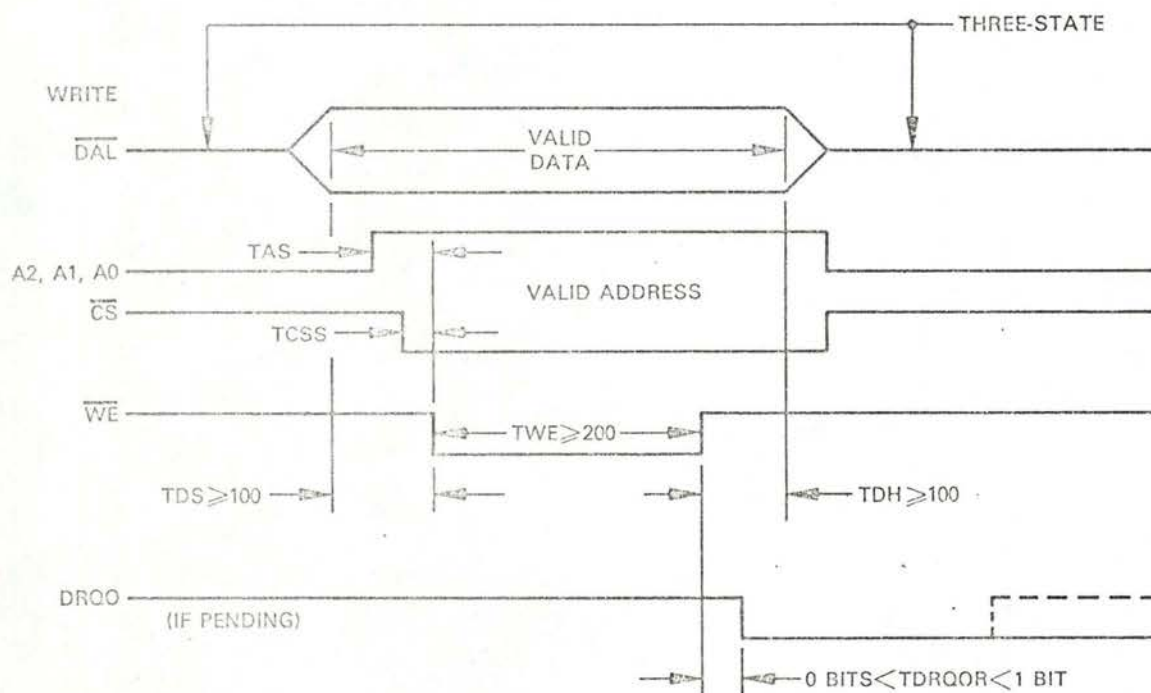 THREE-STATE
WRITE
DAL
VALID
DATA
TAS
A2, A1, A0
VALID ADDRESS
CS
TCSS
WE
TWE≥200
TDS≥100
TDH≥100
DRQO
(IF PENDING)
0 BITS<TDRQOR<1 BIT